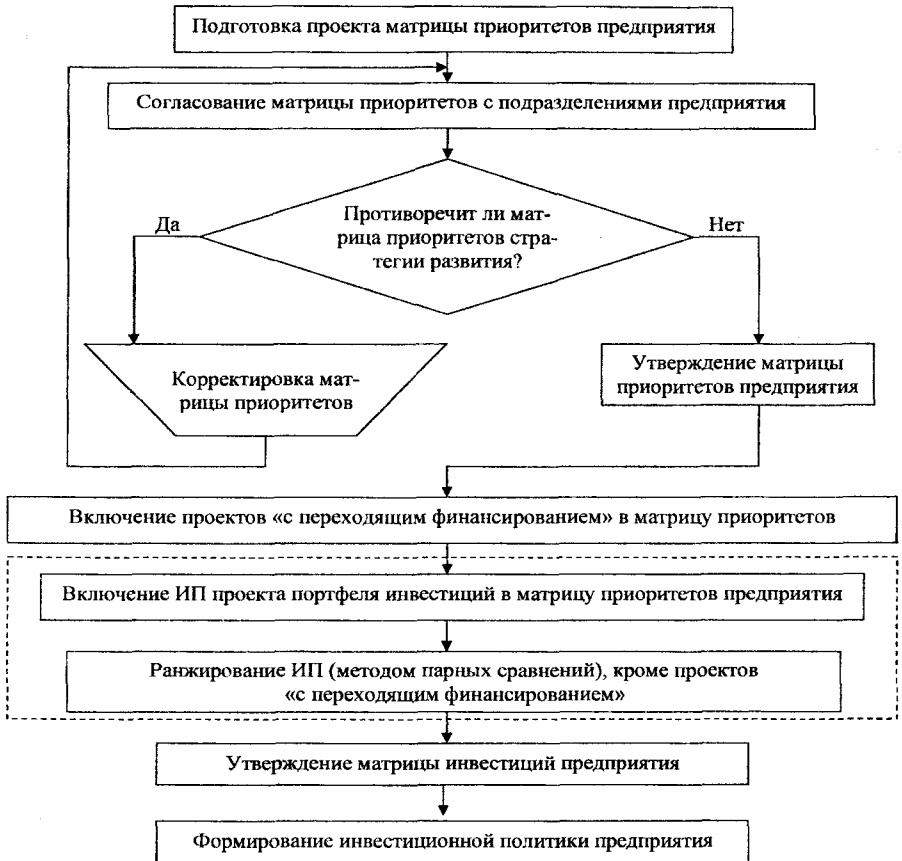 Подготовка проекта матрицы приоритетов предприятия
Согласование матрицы приоритетов с подразделениями предприятия
Противоречит ли мат-
рица приоритетов стра-
тегии развития?
Да
Нет
Корректировка мат-
рицы приоритетов
Утверждение матрицы
приоритетов предприятия
Включение проектов «с переходящим финансированием» в матрицу приоритетов
Включение ИП проекта портфеля инвестиций в матрицу приоритетов предприятия
Ранжирование ИП (методом парных сравнений), кроме проектов
«с переходящим финансированием»
Утверждение матрицы инвестиций предприятия
Формирование инвестиционной политики предприятия